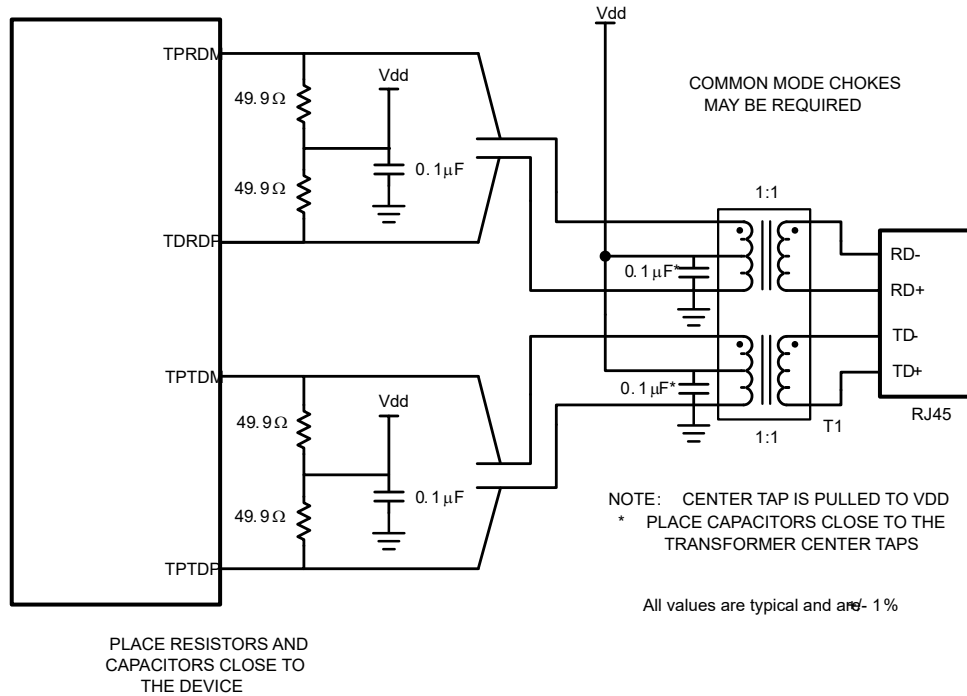 Vdd
TPRDM
Vdd
49.9Ω
0.1μF
49.9Ω
TDRDP
COMMON MODE CHOKES
MAY BE REQUIRED
1:1
0.1μF*
RD-
RD+
TD-
TD+
RJ45
0.1μF*
1:1
T1
TPTDM
Vdd
49.9Ω
0.1μF
49.9Ω
TPTDP
NOTE: CENTER TAP IS PULLED TO VDD
* PLACE CAPACITORS CLOSE TO THE
TRANSFORMER CENTER TAPS
All values are typical and are +/- 1%
PLACE RESISTORS AND
CAPACITORS CLOSE TO
THE DEVICE